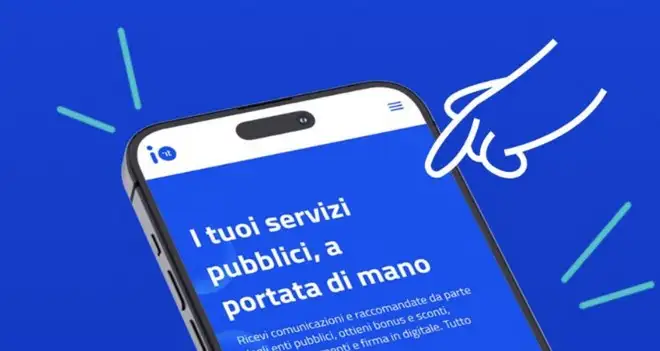 io
I tuoi servizi
pubblici, a
portata di mano
Ricevi comunicazioni e raccomandate da parte
degli enti pubblici, ottieni bonus e sconti,
e firma in digitale. Tutto